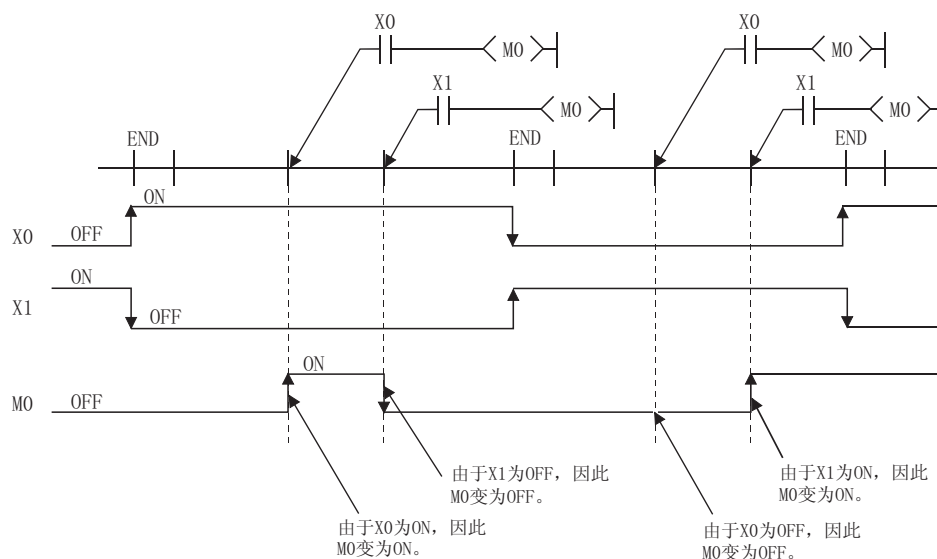 X0
M0
X0
M0
X1
M0
X1
M0
END
END
END
ON
X0
OFF
ON
X1
OFF
ON
M0
OFF
由于X1为OFF，因此
M0变为OFF。
由于X1为ON，因此
M0变为ON。
由于X0为ON，因此
M0变为ON。
由于X0为OFF，因此
M0变为OFF。